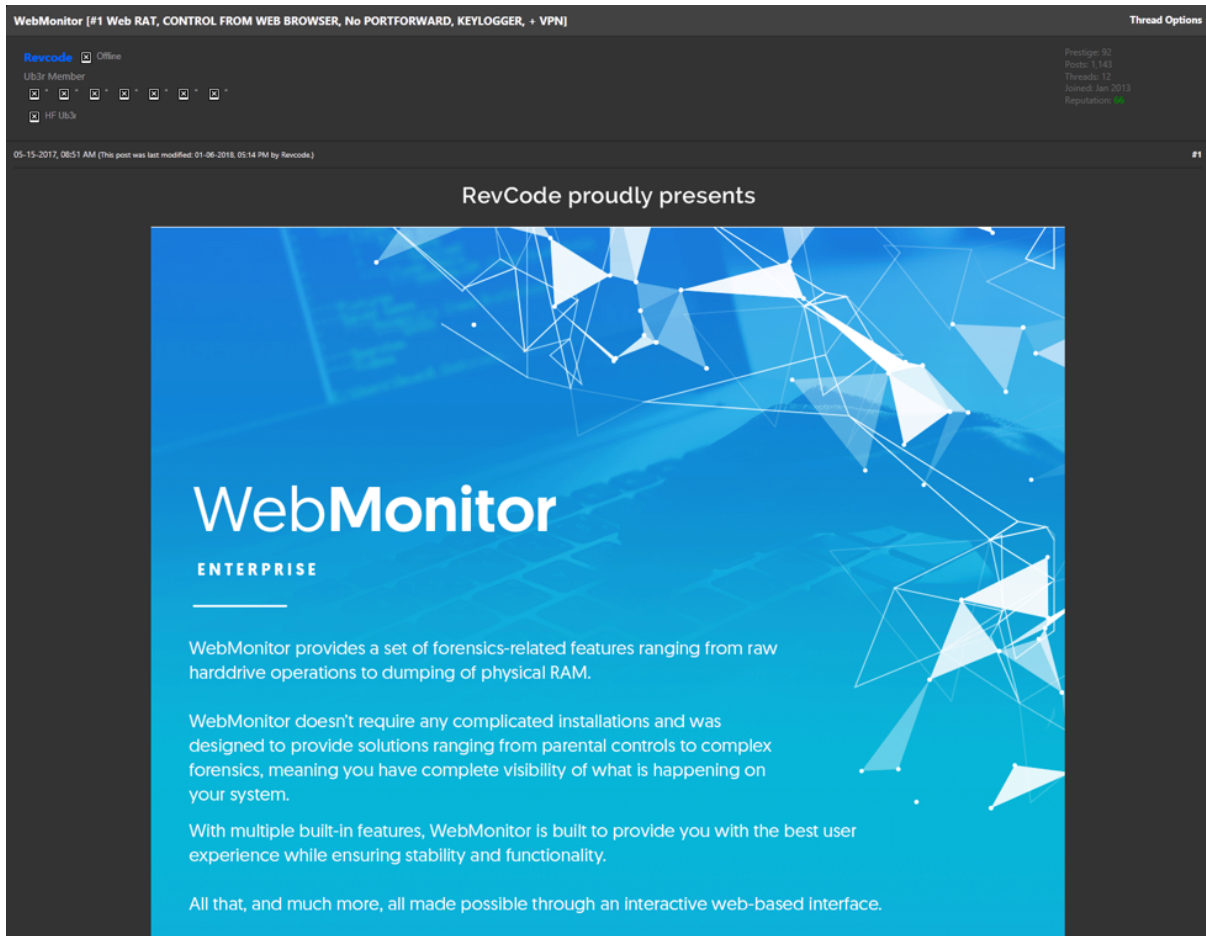 WebMonitor [#1 Web RAT, CONTROL FROM WEB BROWSER, No PORTFORWARD, KEYLOGGER, + VPN]
Thread Options
Revcode Offline
Ub3r Member
HF Ub3r
Prestige: 92
Posts: 1,143
Threads: 12
Joined: Jan 2013
Reputation: 66
05-15-2017, 08:51 AM (This post was last modified: 01-06-2018, 05:14 PM by Revcode.)
#1
RevCode proudly presents
WebMonitor
ENTERPRISE
WebMonitor provides a set of forensics-related features ranging from raw
harddrive operations to dumping of physical RAM.
WebMonitor doesn't require any complicated installations and was
designed to provide solutions ranging from parental controls to complex
forensics, meaning you have complete visibility of what is happening on
your system.
With multiple built-in features, WebMonitor is built to provide you with the best user
experience while ensuring stability and functionality.
All that, and much more, all made possible through an interactive web-based interface.